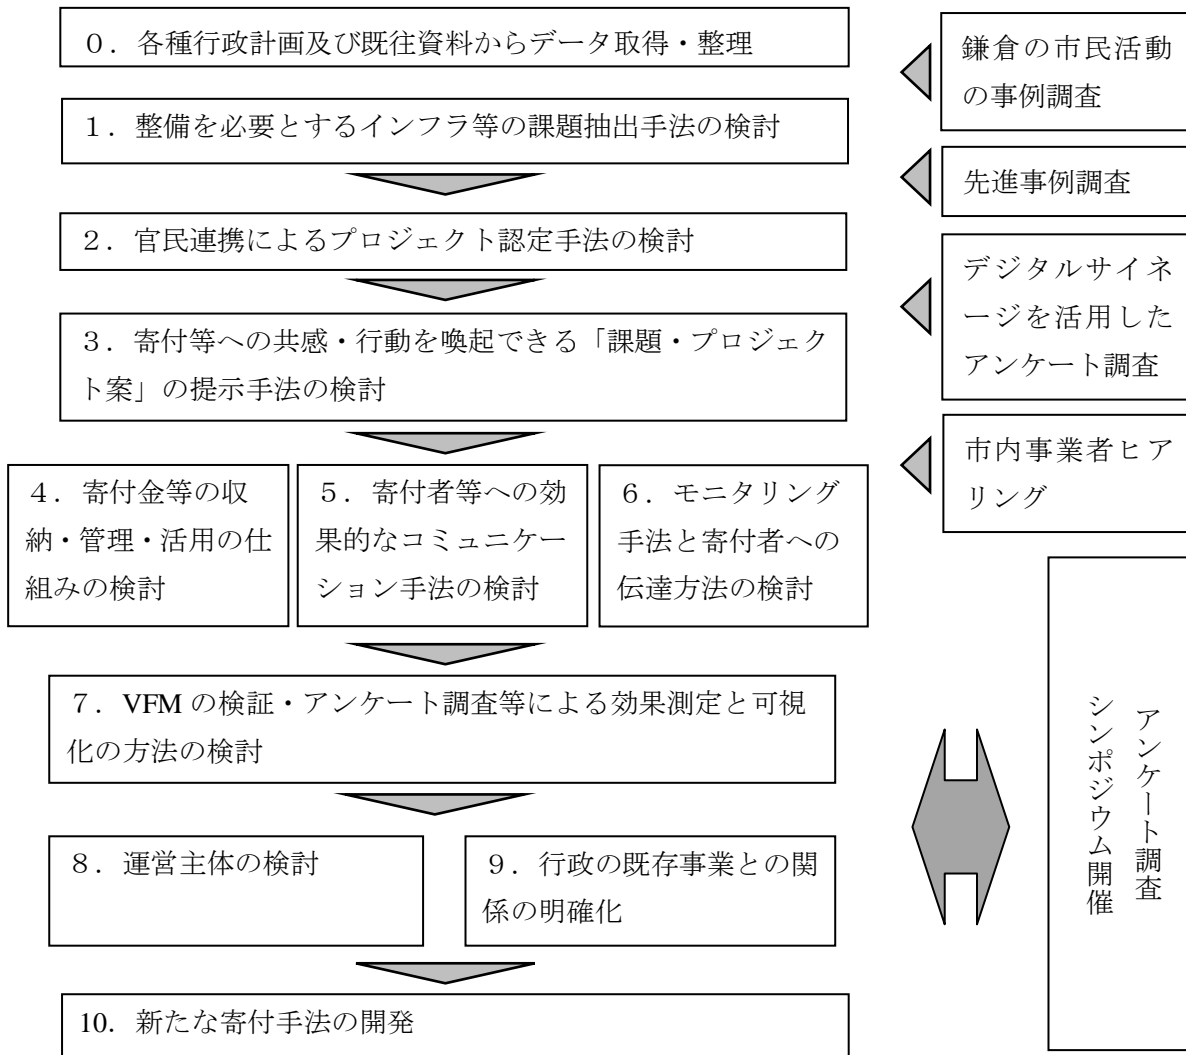 ０．各種行政計画及び既往資料からデータ取得・整理
１．整備を必要とするインフラ等の課題抽出手法の検討
２．官民連携によるプロジェクト認定手法の検討
３．寄付等への共感・行動を喚起できる「課題・プロジェク
ト案」の提示手法の検討
４．寄付金等の収
納・管理・活用の仕
組みの検討
５．寄付者等への効
果的なコミュニケー
ション手法の検討
６．モニタリング
手法と寄付者への
伝達方法の検討
７．VFM の検証・アンケート調査等による効果測定と可視
化の方法の検討
８．運営主体の検討
９．行政の既存事業との関
係の明確化
10．新たな寄付手法の開発
鎌倉の市民活動
の事例調査
先進事例調査
デジタルサイネ
ージを活用した
アンケート調査
市内事業者ヒア
リング
アンケート調査
シンポジウム開催